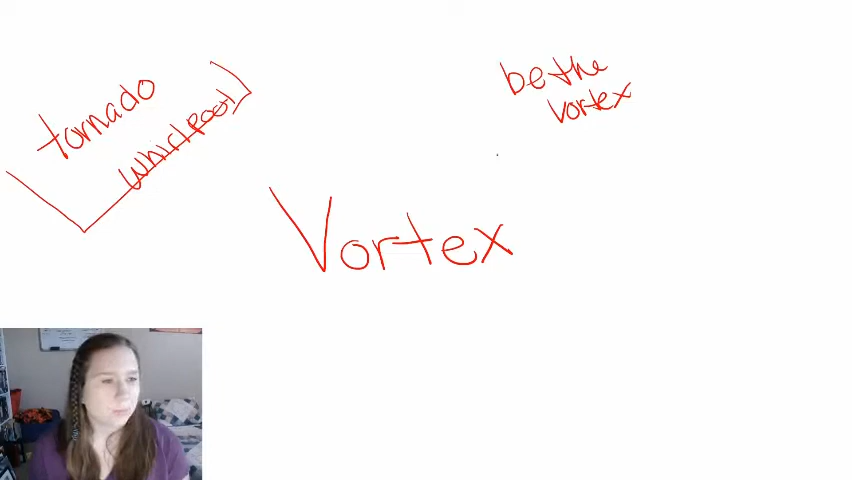 tornado
whirlpool
be the
vortex
Vortex